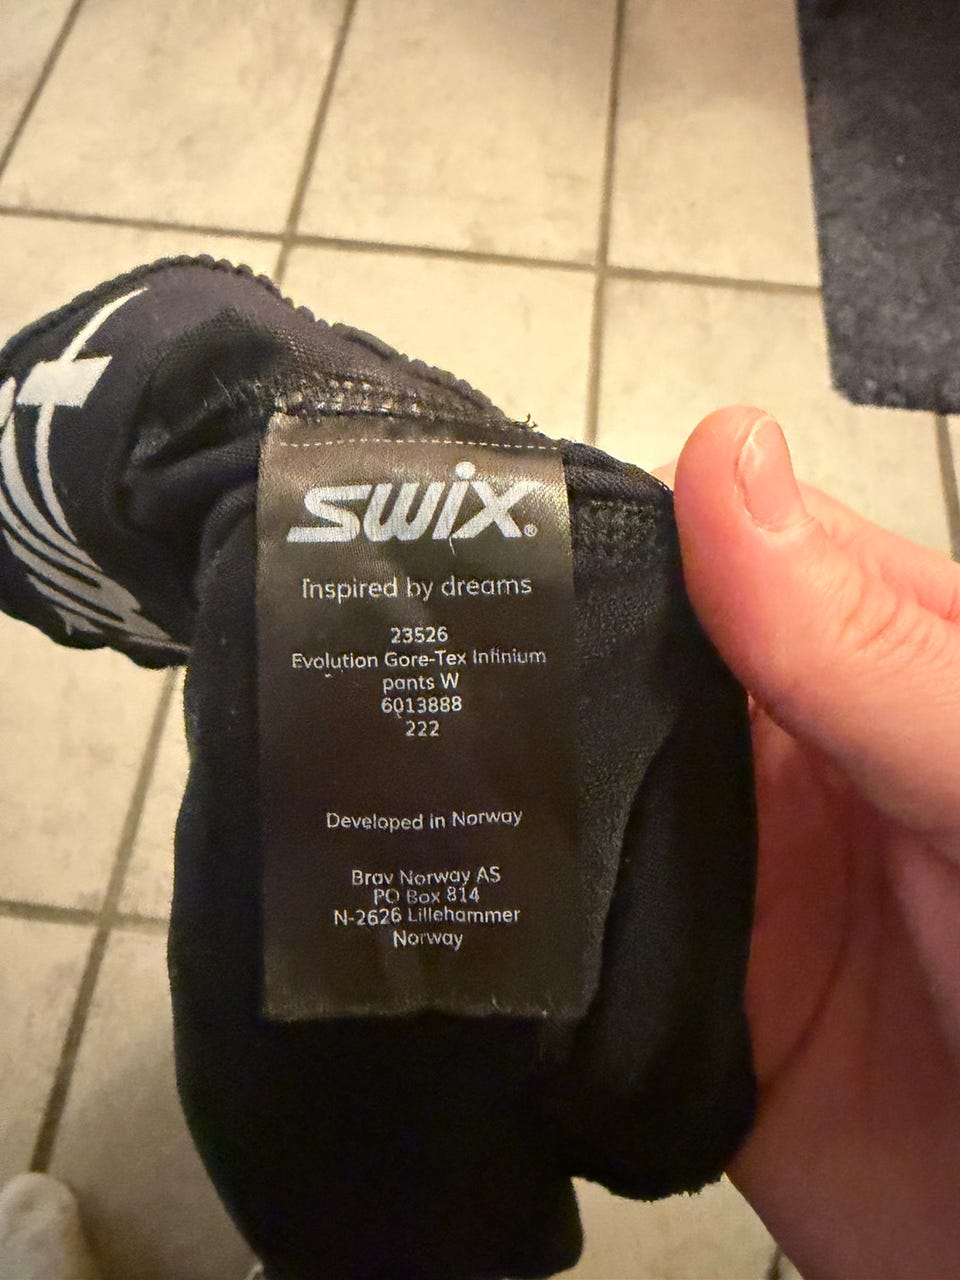 SWIX®
Inspired by dreams
23526
Evolution Gore-Tex Infinium
pants W
6013888
222
Developed in Norway
Brav Norway AS
PO Box 814
N-2626 Lillehammer
Norway